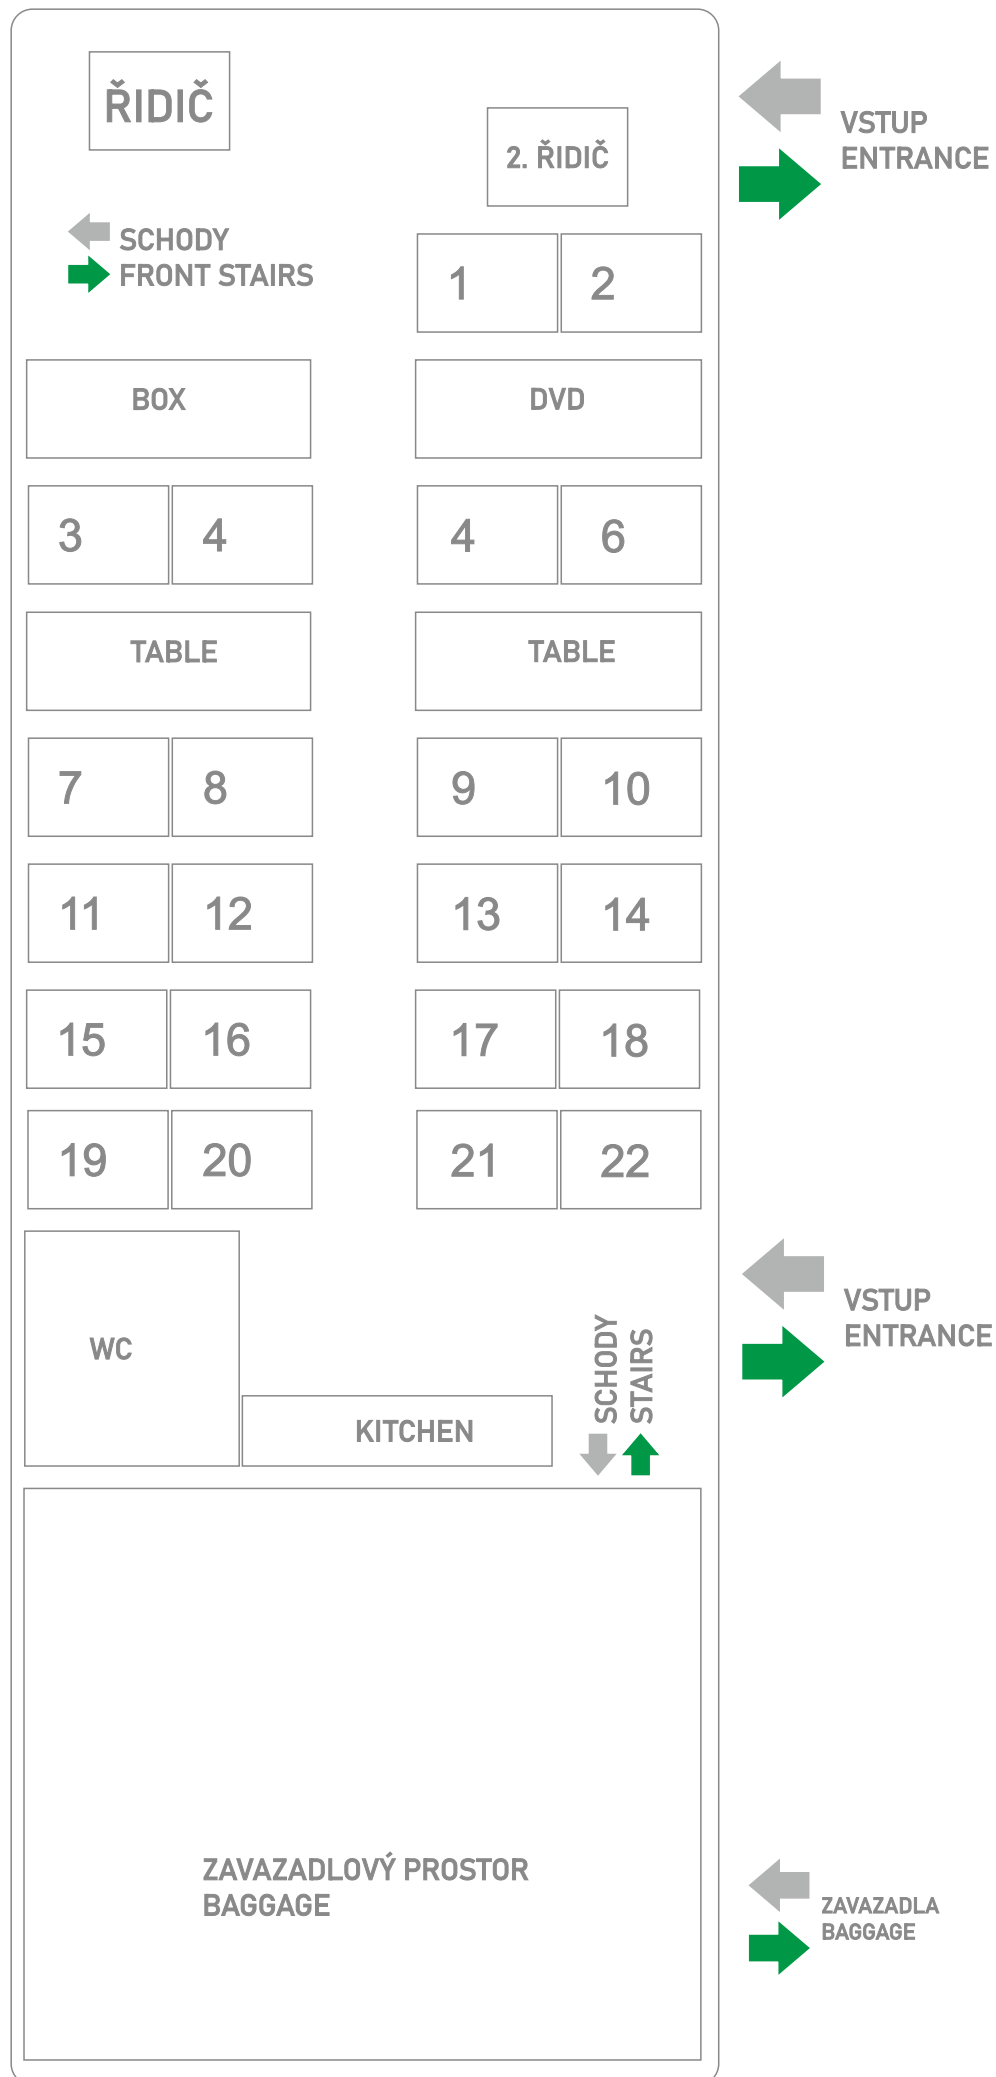 ŘIDIČ
2. ŘIDIČ
VSTUP
ENTRANCE
SCHODY
FRONT STAIRS
1 2
BOX DVD
3 4 4 6
TABLE TABLE
7 8 9 10
11 12 13 14
15 16 17 18
19 20 21 22
VSTUP
ENTRANCE
WC
SCHODY
STAIRS
KITCHEN
ZAVAZADLOVÝ PROSTOR
BAGGAGE
ZAVAZADLA
BAGGAGE